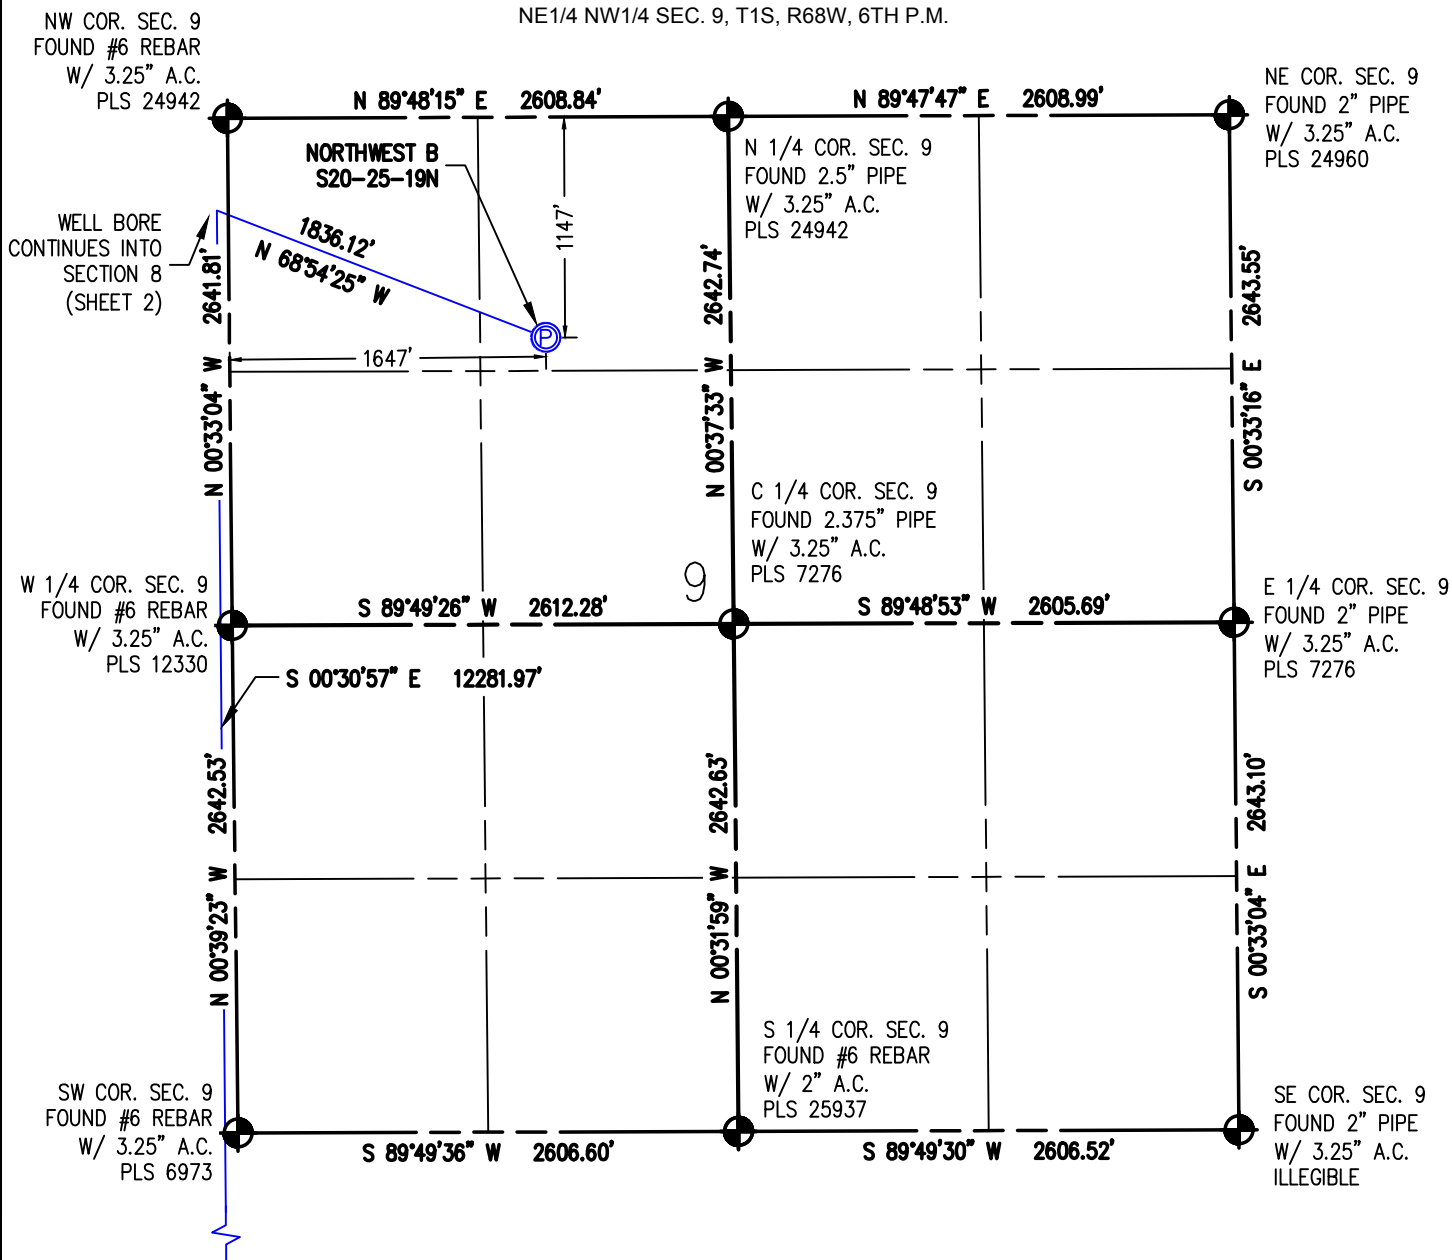 NE1/4 NW1/4 SEC. 9, T1S, R68W, 6TH P.M.
NW COR. SEC. 9
FOUND #6 REBAR
W/ 3.25" A.C.
PLS 24942
N 89°48'15" E 2608.84'
N 89°47'47" E 2608.99'
NE COR. SEC. 9
FOUND 2" PIPE
W/ 3.25" A.C.
PLS 24960
NORTHWEST B
S20-25-19N
N 1/4 COR. SEC. 9
FOUND 2.5" PIPE
W/ 3.25" A.C.
PLS 24942
WELL BORE
CONTINUES INTO
SECTION 8
(SHEET 2)
1836.12'
N 68°54'25" W
1147'
P
1647'
N 00°33'04" W 2641.81'
N 00°37'33" W 2642.74'
S 00°33'16" E 2643.55'
C 1/4 COR. SEC. 9
FOUND 2.375" PIPE
W/ 3.25" A.C.
PLS 7276
9
W 1/4 COR. SEC. 9
FOUND #6 REBAR
W/ 3.25" A.C.
PLS 12330
S 89°49'26" W 2612.28'
S 89°48'53" W 2605.69'
E 1/4 COR. SEC. 9
FOUND 2" PIPE
W/ 3.25" A.C.
PLS 7276
S 00°30'57" E 12281.97'
N 00°39'23" W 2642.53'
N 00°31'59" W 2642.63'
S 00°33'04" E 2643.10'
S 1/4 COR. SEC. 9
FOUND #6 REBAR
W/ 2" A.C.
PLS 25937
SW COR. SEC. 9
FOUND #6 REBAR
W/ 3.25" A.C.
PLS 6973
S 89°49'36" W 2606.60'
S 89°49'30" W 2606.52'
SE COR. SEC. 9
FOUND 2" PIPE
W/ 3.25" A.C.
ILLEGIBLE